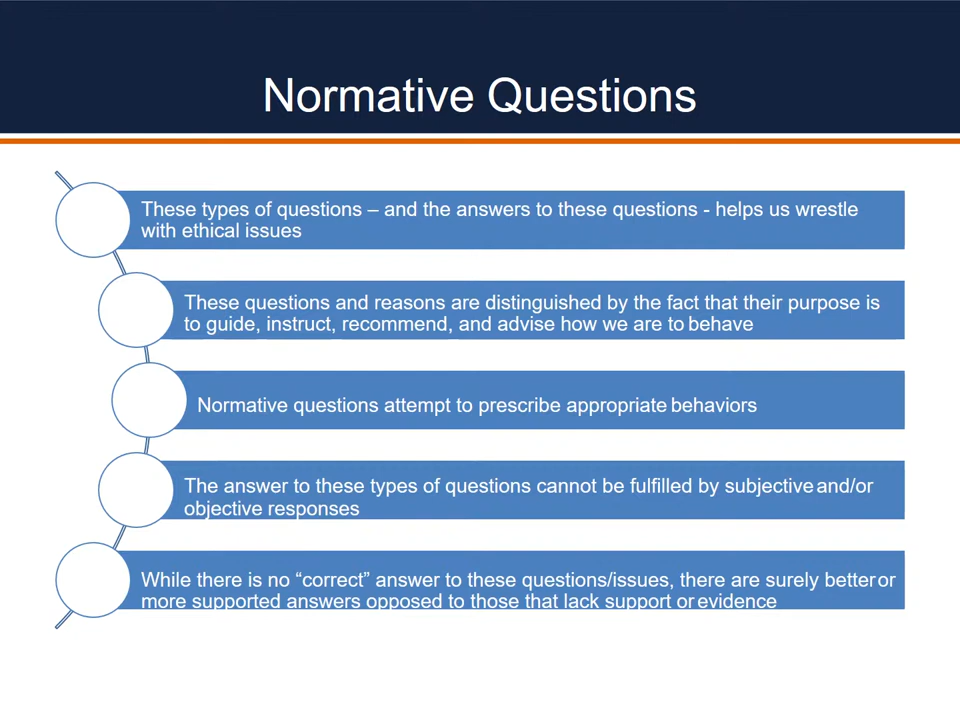 Normative Questions
These types of questions – and the answers to these questions - helps us wrestle
with ethical issues
These questions and reasons are distinguished by the fact that their purpose is
to guide, instruct, recommend, and advise how we are to behave
Normative questions attempt to prescribe appropriate behaviors
The answer to these types of questions cannot be fulfilled by subjective and/or
objective responses
While there is no “correct” answer to these questions/issues, there are surely better or
more supported answers opposed to those that lack support or evidence